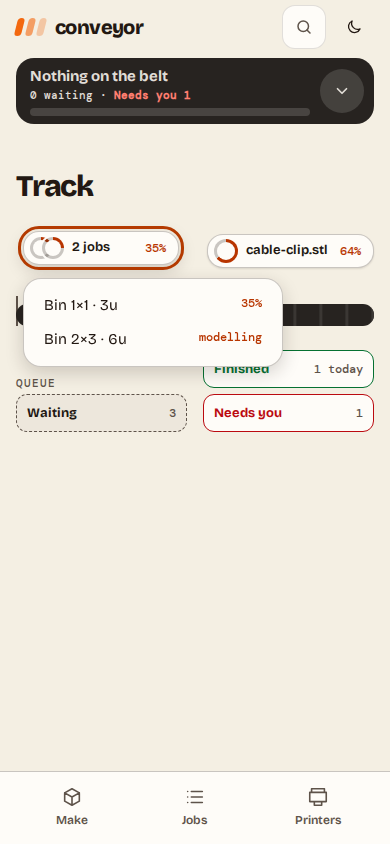 conveyor
Nothing on the belt
0 waiting · Needs you 1
Track
2 jobs 35%
cable-clip.stl 64%
Bin 1×1 · 3u 35%
Bin 2×3 · 6u modelling
Finished 1 today
QUEUE
Waiting 3
Needs you 1
Make
Jobs
Printers